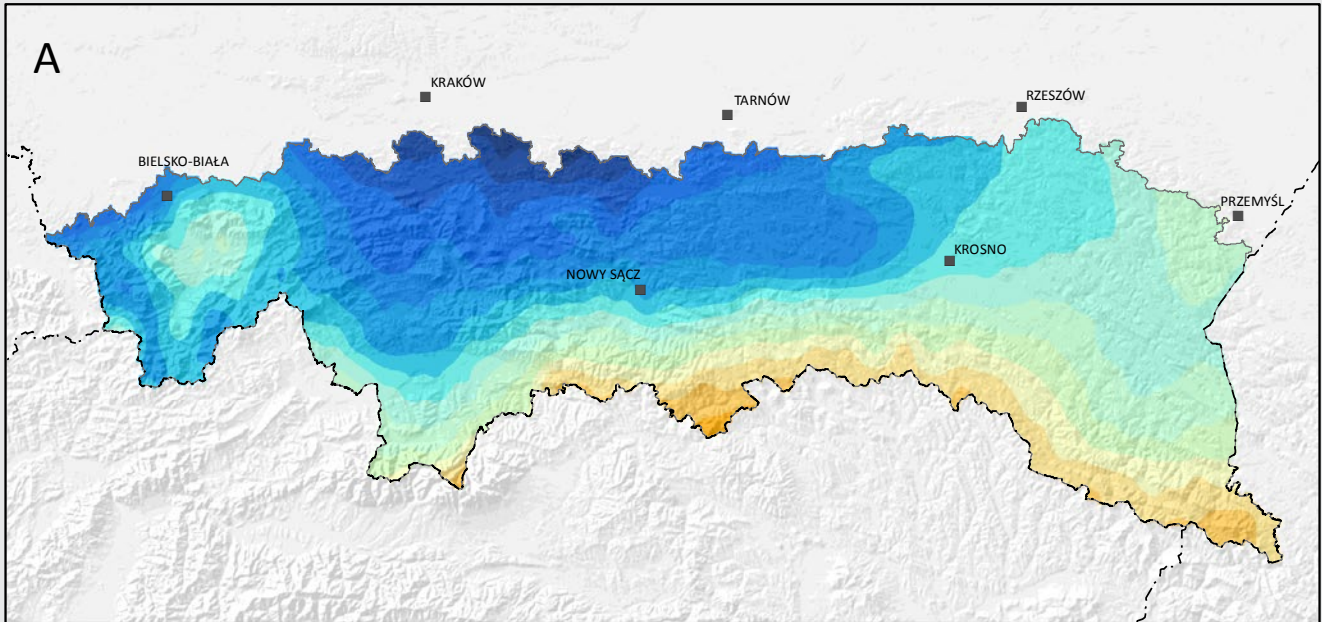 A
KRAKÓW
TARNÓW
RZESZÓW
BIELSKO-BIAŁA
PRZEMYŚL
KROSNO
NOWY SĄCZ